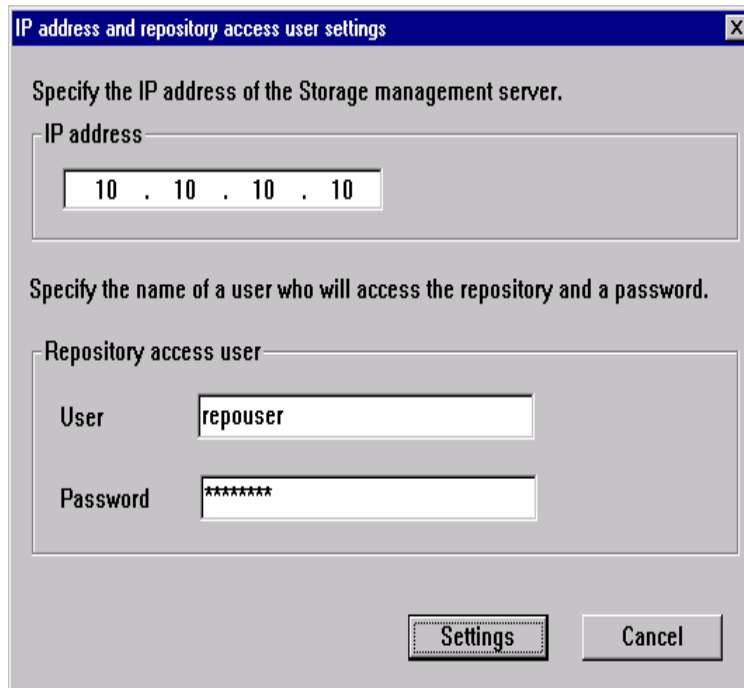 IP address and repository access user settings
Specify the IP address of the Storage management server.
IP address
10 . 10 . 10 . 10
Specify the name of a user who will access the repository and a password.
Repository access user
User repouser
Password ********
Settings Cancel